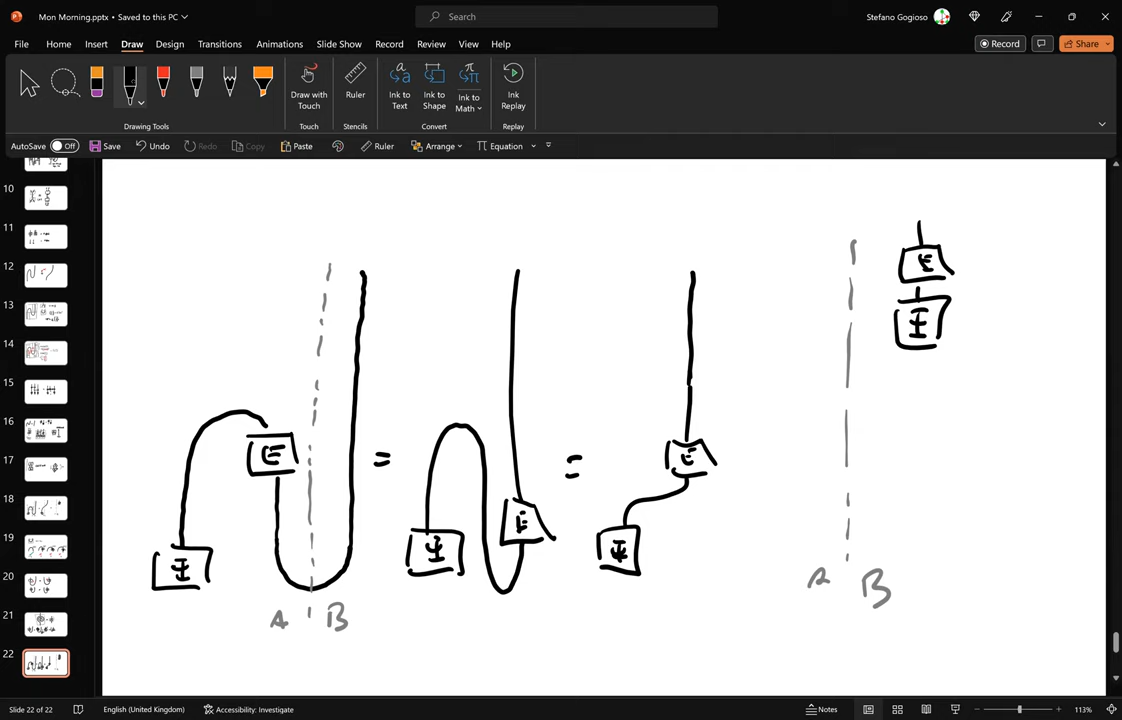 Mon Morning.pptx • Saved to this PC
Search
Stefano Gogioso
File Home Insert Draw Design Transitions Animations Slide Show Record Review View Help
Record
Share
Draw with Touch
Ruler
Ink to Text
Ink to Shape
Ink to Math
Ink Replay
Drawing Tools
Touch
Stencils
Convert
Replay
AutoSave Off Save Undo Redo Copy Paste Ruler Arrange Equation
10
11
12
13
14
15
16
17
18
19
20
21
22
E
Ψ
E = =
E
E
Ψ
Ψ
Ψ
A B
A B
Slide 22 of 22
English (United Kingdom)
Accessibility: Investigate
Notes
113%